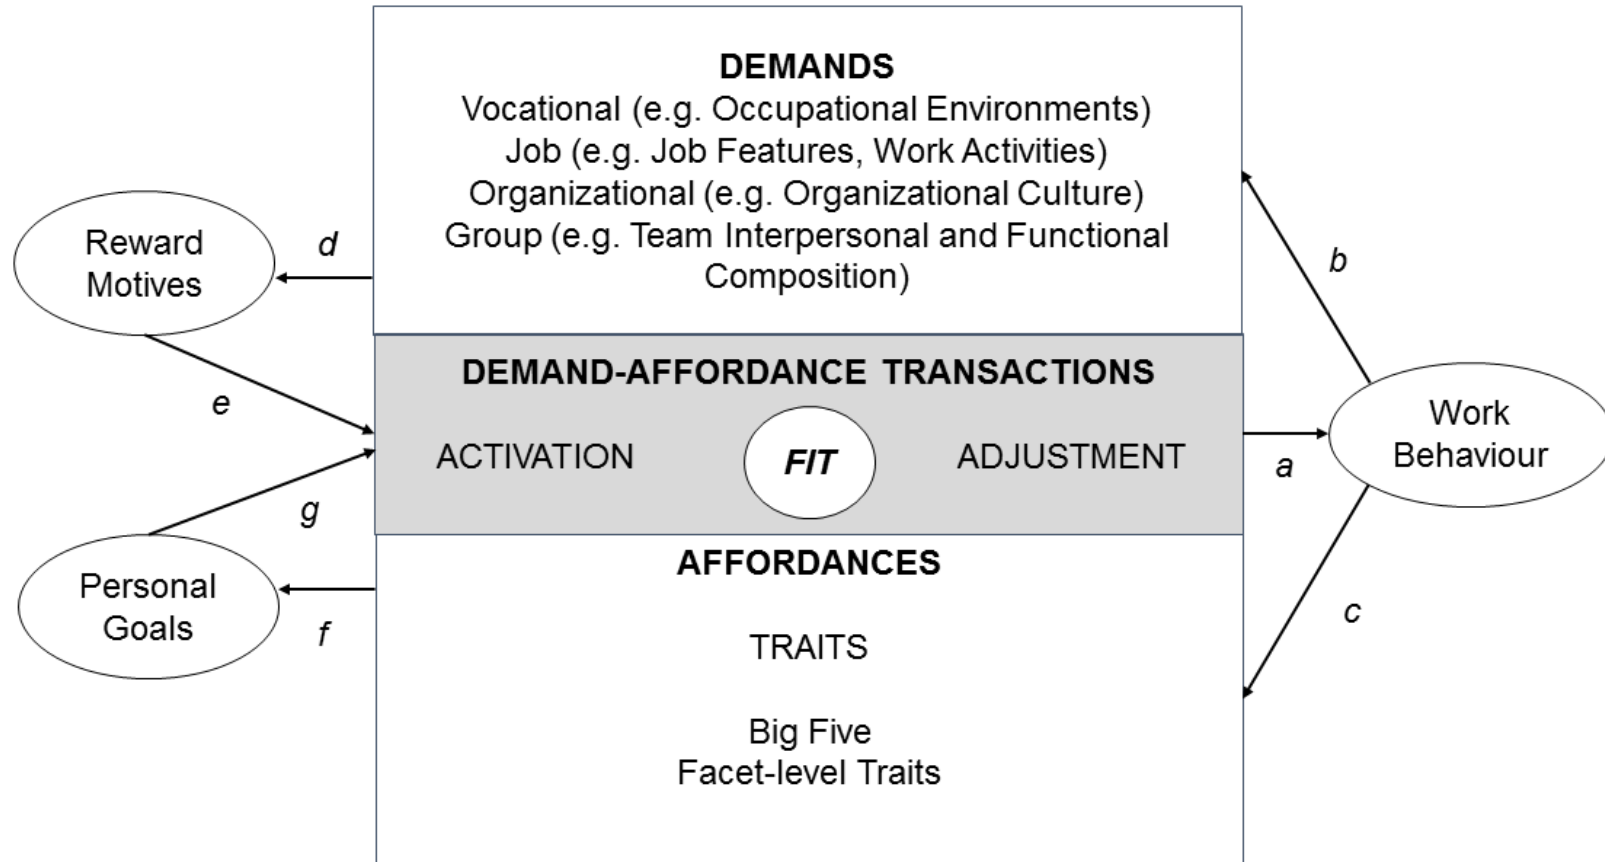 DEMANDS
Vocational (e.g. Occupational Environments)
Job (e.g. Job Features, Work Activities)
Organizational (e.g. Organizational Culture)
Group (e.g. Team Interpersonal and Functional
Composition)
Reward
Motives
d
b
e
DEMAND-AFFORDANCE TRANSACTIONS
ACTIVATION
FIT
ADJUSTMENT
a
Work
Behaviour
g
Personal
Goals
f
c
AFFORDANCES
TRAITS
Big Five
Facet-level Traits